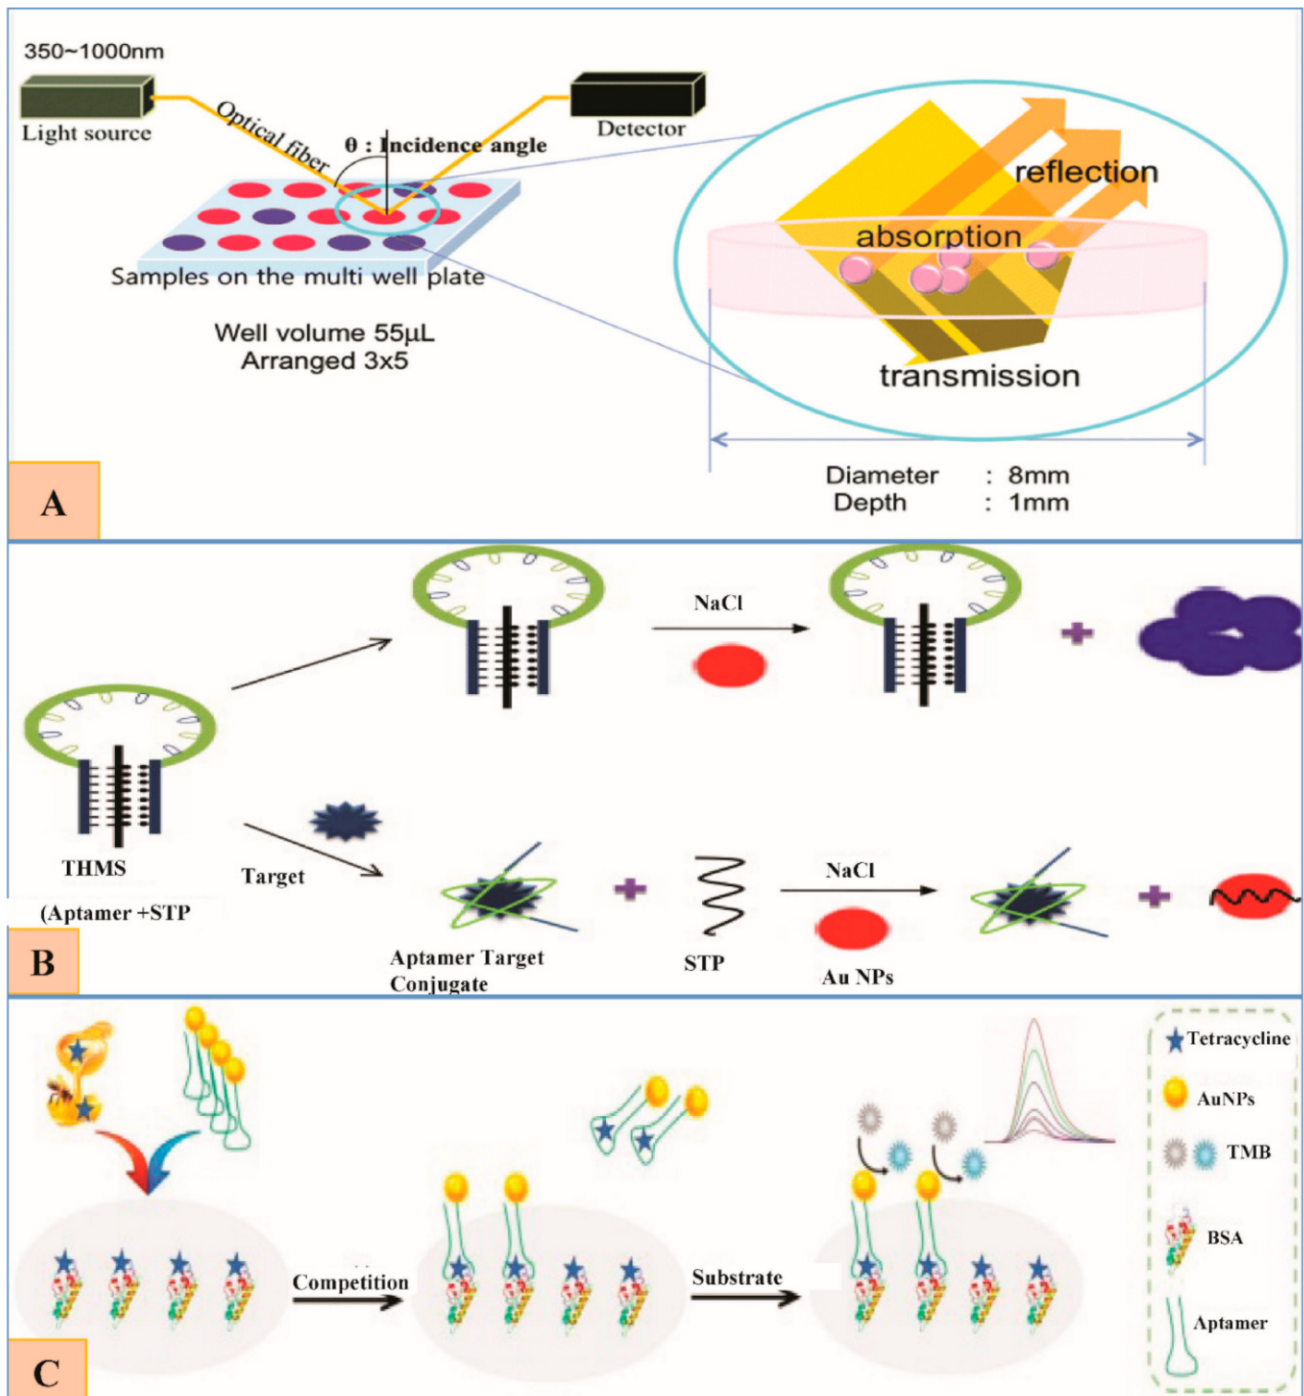 350~1000nm
Light source
Optical fiber
θ : Incidence angle
Detector
Samples on the multi well plate
Well volume 55μL
Arranged 3x5
reflection
absorption
transmission
Diameter : 8mm
Depth : 1mm
A
NaCl
THMS
(Aptamer +STP
Target
Aptamer Target
Conjugate
STP
NaCl
Au NPs
B
Competition
Substrate
Tetracycline
AuNPs
TMB
BSA
Aptamer
C